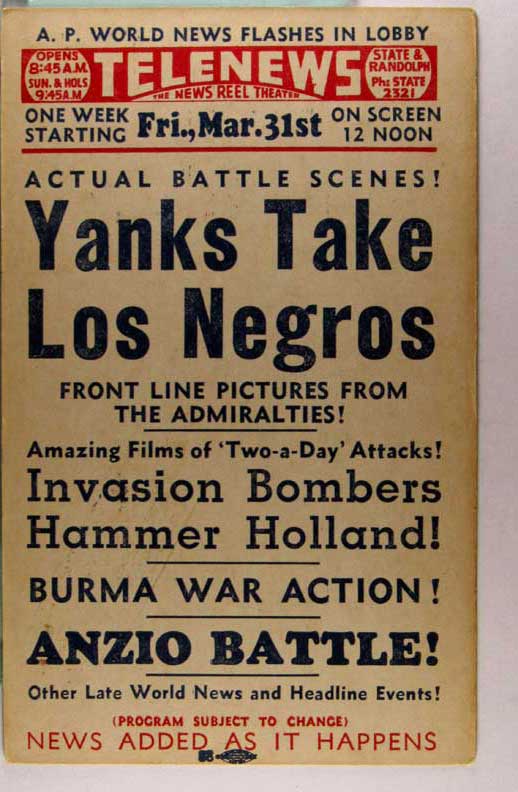 A. P. WORLD NEWS FLASHES IN LOBBY
OPENS
8:45 A.M.
SUN. & HOLS
9:45 A.M
TELENEWS
THE NEWS REEL THEATER
STATE &
RANDOLPH
Ph: STATE
2321
ONE WEEK
STARTING
Fri., Mar. 31st
ON SCREEN
12 NOON
ACTUAL BATTLE SCENES!
Yanks Take
Los Negros
FRONT LINE PICTURES FROM
THE ADMIRALTIES!
Amazing Films of 'Two-a-Day' Attacks!
Invasion Bombers
Hammer Holland!
BURMA WAR ACTION!
ANZIO BATTLE!
Other Late World News and Headline Events!
(PROGRAM SUBJECT TO CHANGE)
NEWS ADDED AS IT HAPPENS